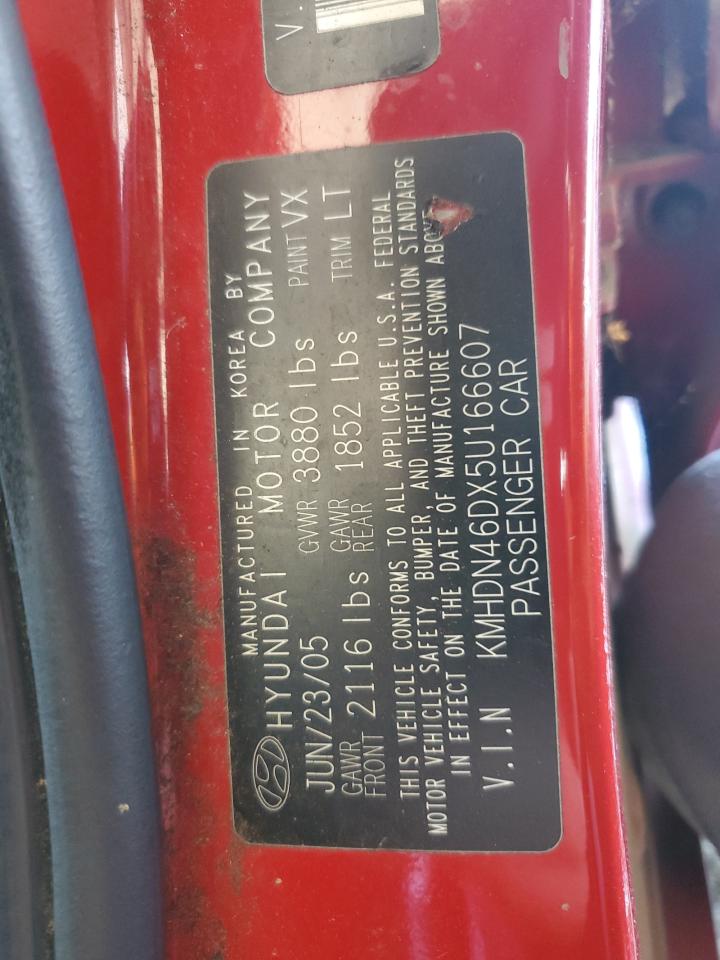 MANUFACTURED IN KOREA BY
HYUNDAI MOTOR COMPANY
JUN/23/05 GVWR 3880 lbs PAINT VX
GAWR FRONT 2116 lbs GAWR REAR 1852 lbs TRIM LT
THIS VEHICLE CONFORMS TO ALL APPLICABLE U.S.A. FEDERAL
MOTOR VEHICLE SAFETY, BUMPER, AND THEFT PREVENTION STANDARDS
IN EFFECT ON THE DATE OF MANUFACTURE SHOWN
V.I.N KMHDN46DX5U166607
PASSENGER CAR
V.